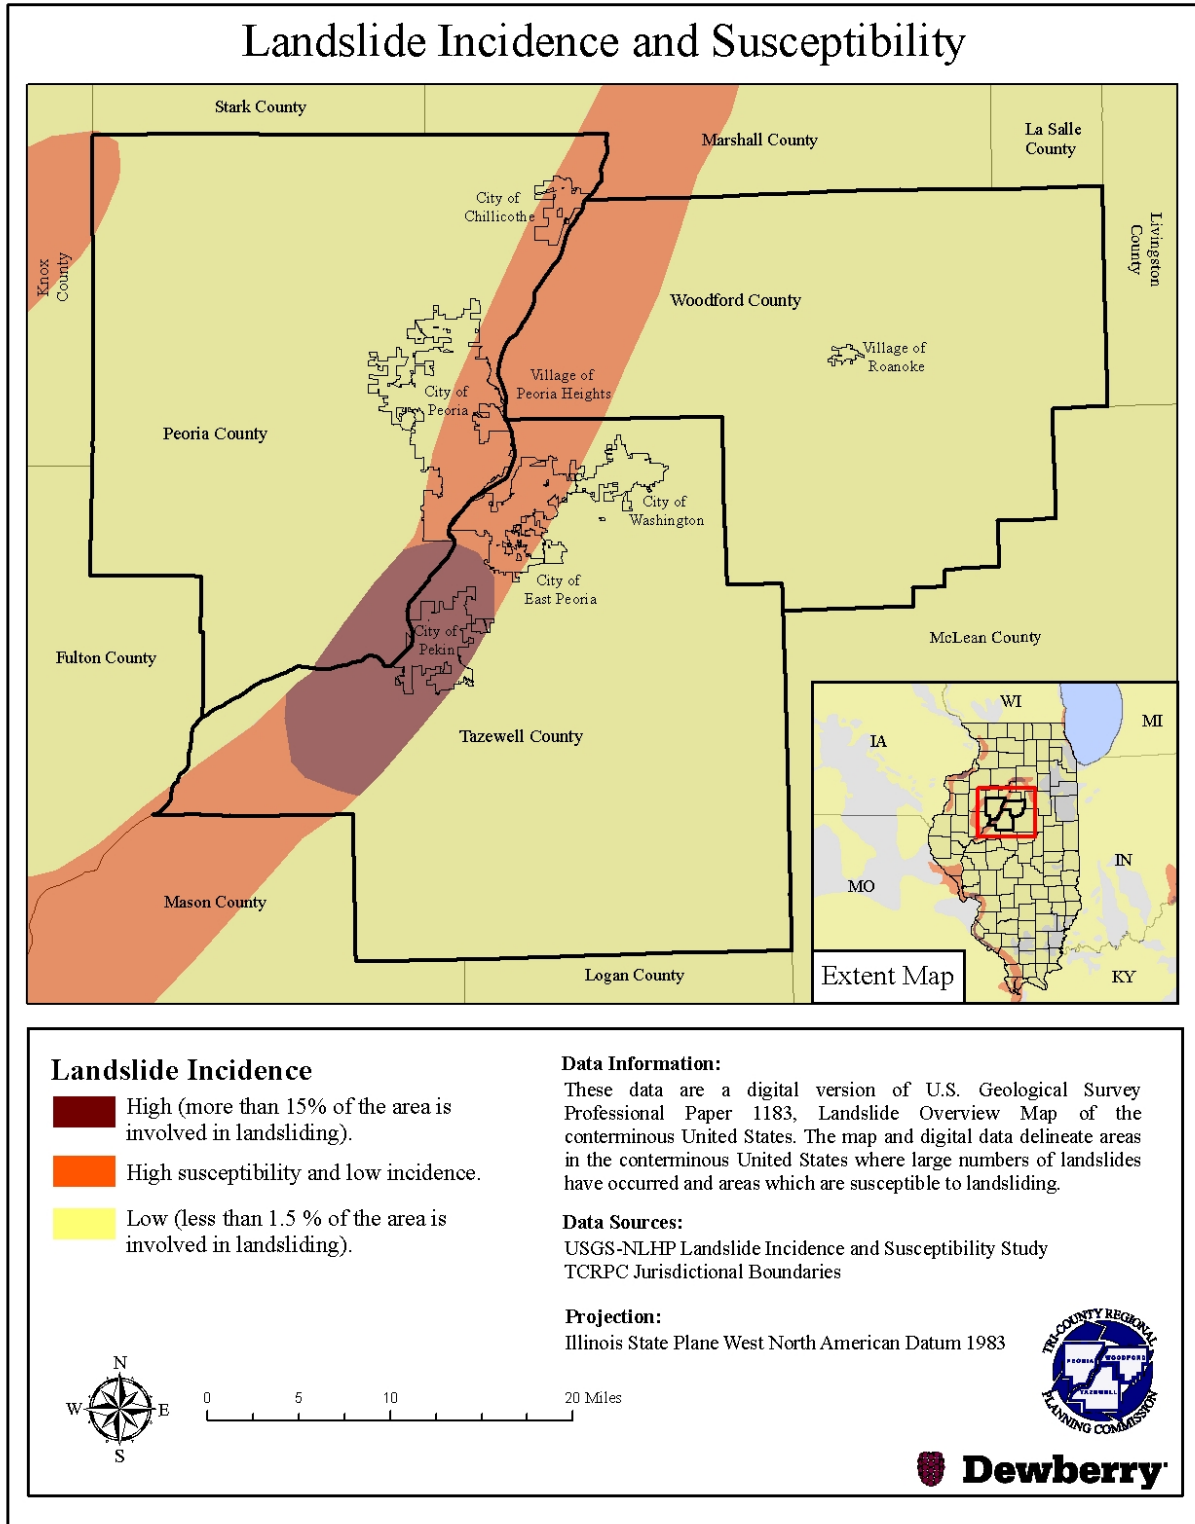 Landslide Incidence and Susceptibility
Stark County
Marshall County
La Salle
County
City of
Chillicothe
Knox
County
Livingston
County
Woodford County
Village of
Roanoke
Village of
Peoria Heights
City of
Peoria
Peoria County
City of
Washington
City of
East Peoria
City of
Pekin
McLean County
Fulton County
Tazewell County
Mason County
Logan County
WI
MI
IA
IN
MO
KY
Extent Map
Landslide Incidence
High (more than 15% of the area is
involved in landsliding).
High susceptibility and low incidence.
Low (less than 1.5 % of the area is
involved in landsliding).
Data Information:
These data are a digital version of U.S. Geological Survey
Professional Paper 1183, Landslide Overview Map of the
conterminous United States. The map and digital data delineate areas
in the conterminous United States where large numbers of landslides
have occurred and areas which are susceptible to landsliding.
Data Sources:
USGS-NLHP Landslide Incidence and Susceptibility Study
TCRPC Jurisdictional Boundaries
Projection:
Illinois State Plane West North American Datum 1983
N
W
E
S
0 5 10 20 Miles
TRI-COUNTY REGIONAL
PEORIA WOODFORD
TAZEWELL
PLANNING COMMISSION
Dewberry